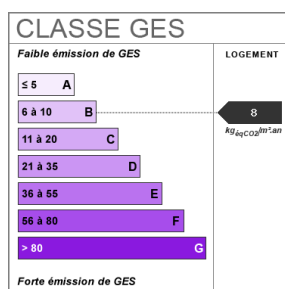 CLASSE GES
Faible émission de GES
LOGEMENT
≤ 5 A
6 à 10 B
8
kgéqCO2/m².an
11 à 20 C
21 à 35 D
36 à 55 E
56 à 80 F
> 80 G
Forte émission de GES